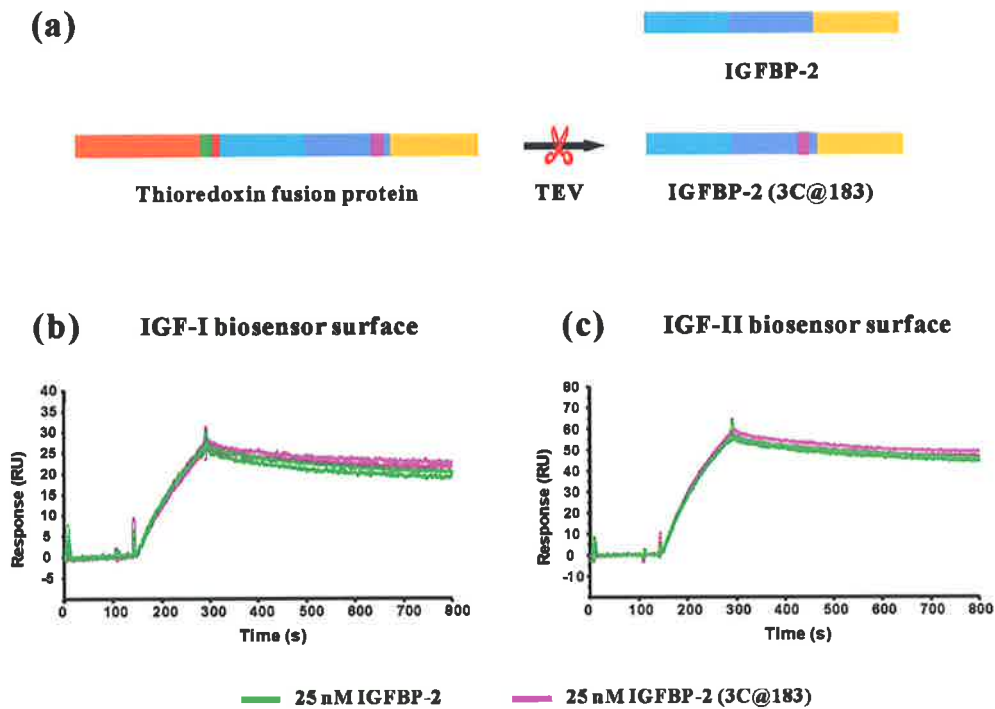 (a)
IGFBP-2
Thioredoxin fusion protein
TEV
IGFBP-2 (3C@183)
(b) IGF-I biosensor surface
40
35
30
25
20
15
10
5
0
-5
Response (RU)
0 100 200 300 400 500 600 700 800
Time (s)
(c) IGF-II biosensor surface
80
70
60
50
40
30
20
10
0
-10
Response (RU)
0 100 200 300 400 500 600 700 800
Time (s)
25 nM IGFBP-2
25 nM IGFBP-2 (3C@183)